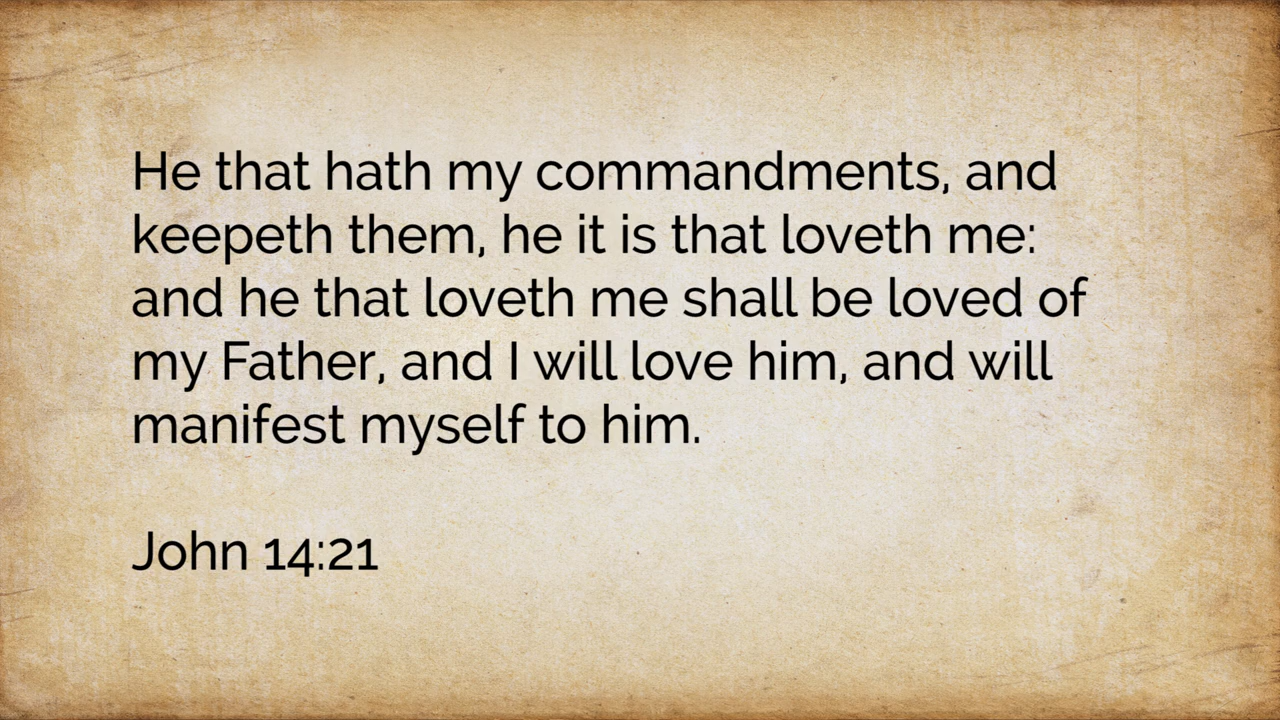 He that hath my commandments, and
keepeth them, he it is that loveth me:
and he that loveth me shall be loved of
my Father, and I will love him, and will
manifest myself to him.
John 14:21